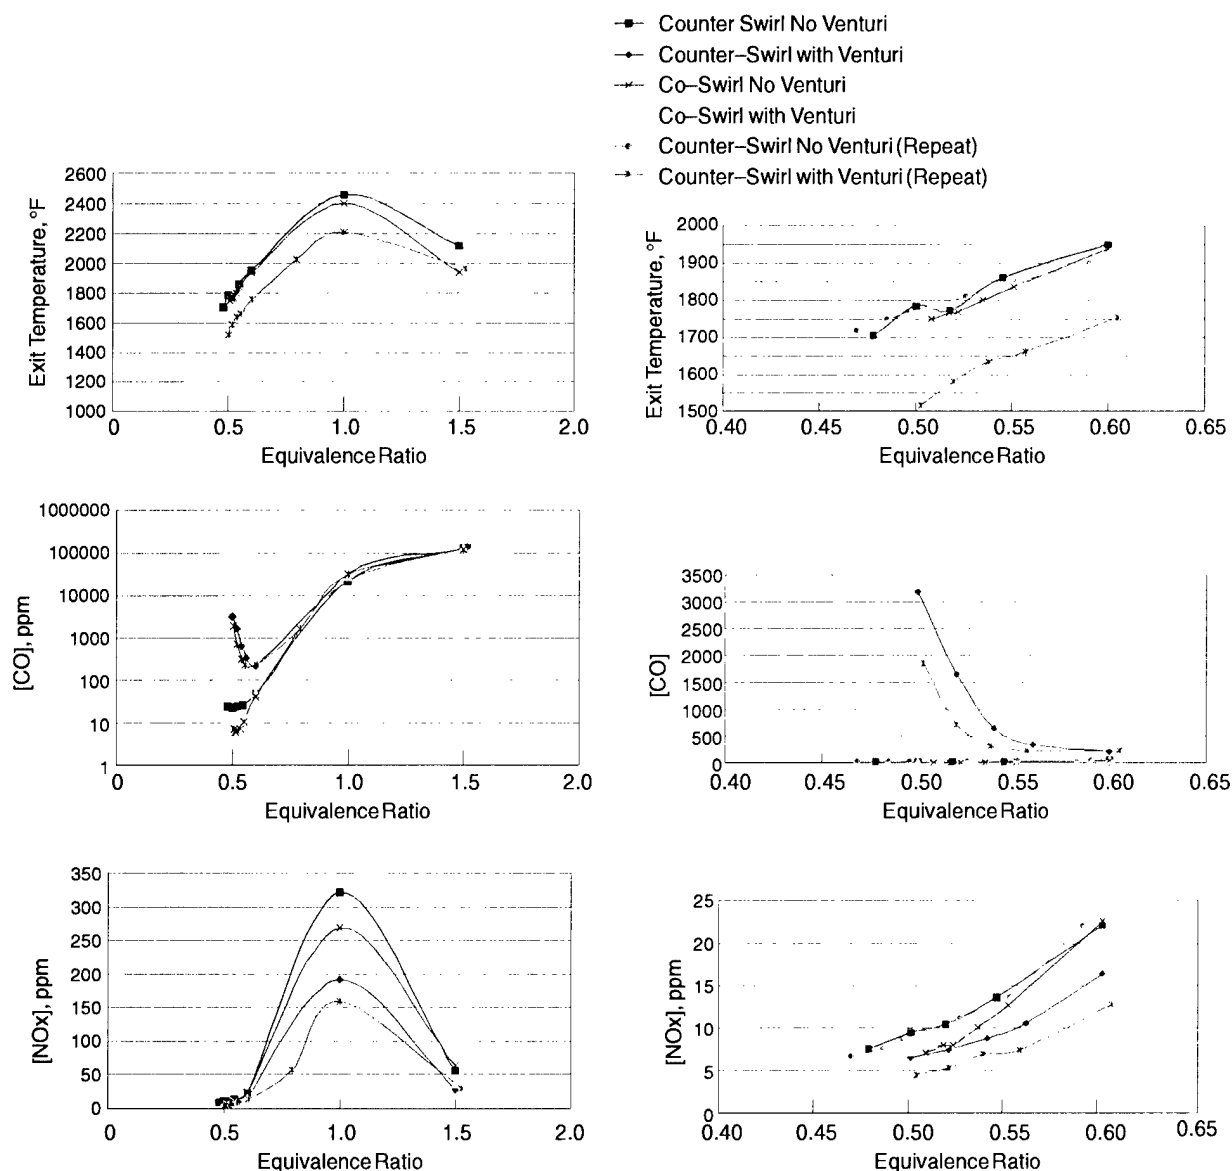 Counter Swirl No Venturi
Counter–Swirl with Venturi
Co–Swirl No Venturi
Co–Swirl with Venturi
Counter–Swirl No Venturi (Repeat)
Counter–Swirl with Venturi (Repeat)
Exit Temperature, °F
2600
2400
2200
2000
1800
1600
1400
1200
1000
0 0.5 1.0 1.5 2.0
Equivalence Ratio
Exit Temperature, °F
2000
1900
1800
1700
1600
1500
0.40 0.45 0.50 0.55 0.60 0.65
Equivalence Ratio
[CO], ppm
1000000
100000
10000
1000
100
10
1
0 0.5 1.0 1.5 2.0
Equivalence Ratio
[CO]
3500
3000
2500
2000
1500
1000
500
0
0.40 0.45 0.50 0.55 0.60 0.65
Equivalence Ratio
[NOx], ppm
350
300
250
200
150
100
50
0
0 0.5 1.0 1.5 2.0
Equivalence Ratio
[NOx], ppm
25
20
15
10
5
0
0.40 0.45 0.50 0.55 0.60 0.65
Equivalence Ratio